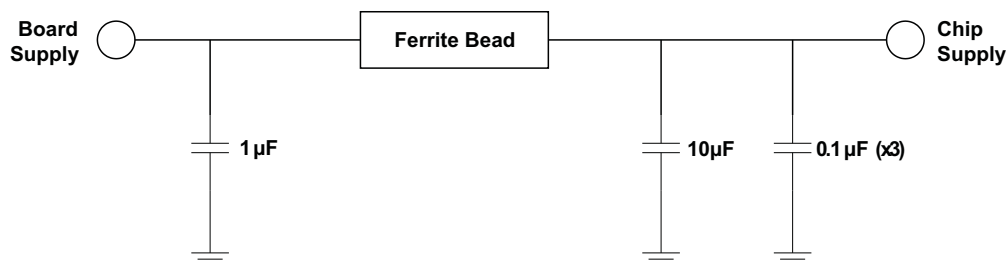 Board
Supply
Ferrite Bead
Chip
Supply
1 µF
10µF
0.1 µF (x3)